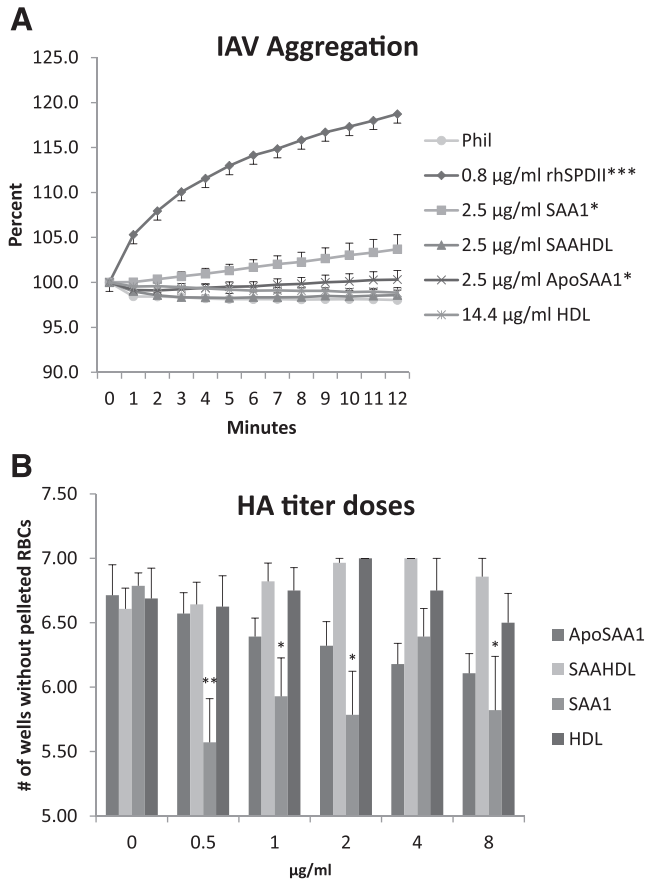 A
IAV Aggregation
125.0
120.0
115.0
110.0
105.0
100.0
95.0
90.0
Percent
0 1 2 3 4 5 6 7 8 9 10 11 12
Minutes
Phil
0.8 µg/ml rhSPDII***
2.5 µg/ml SAA1*
2.5 µg/ml SAAHDL
2.5 µg/ml ApoSAA1*
14.4 µg/ml HDL
B
HA titer doses
7.50
7.00
6.50
6.00
5.50
5.00
# of wells without pelleted RBCs
**
*
*
*
0 0.5 1 2 4 8
µg/ml
ApoSAA1
SAAHDL
SAA1
HDL